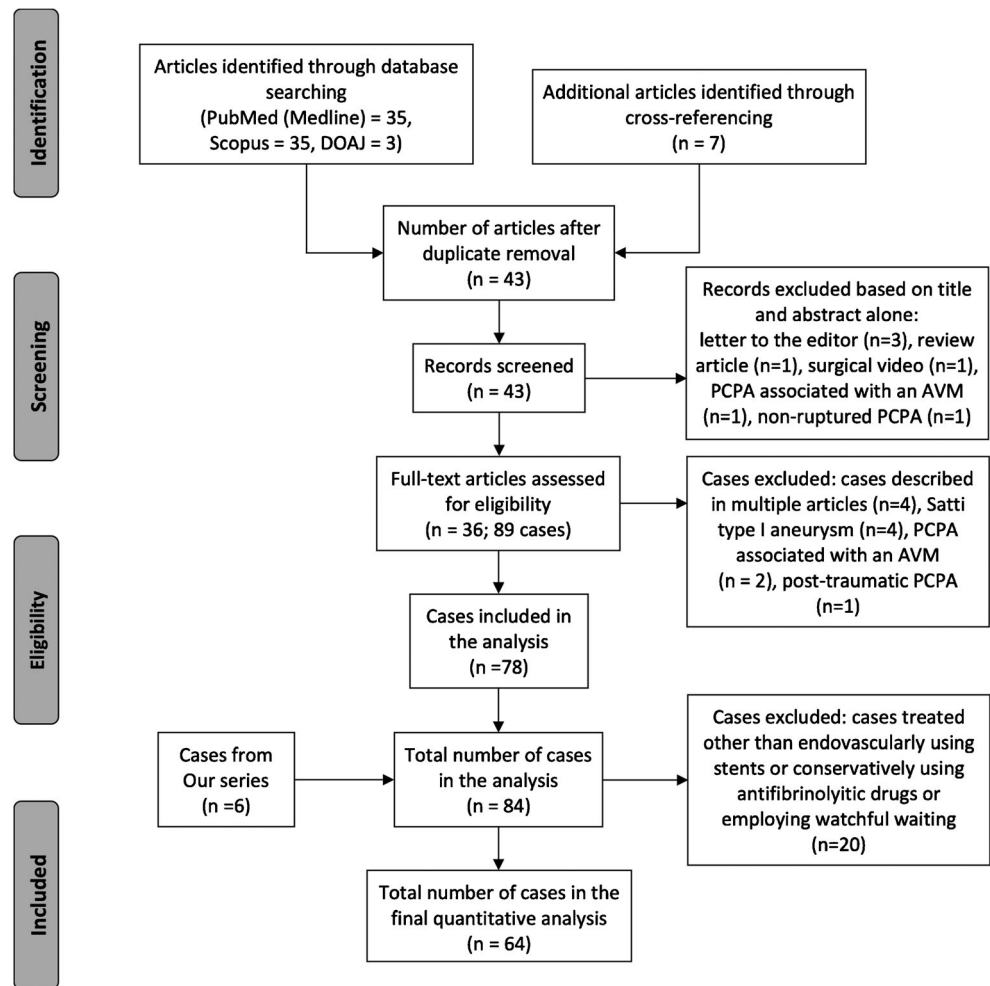 Identification
Articles identified through database
searching
(PubMed (Medline) = 35,
Scopus = 35, DOAJ = 3)
Additional articles identified through
cross-referencing
(n = 7)
Number of articles after
duplicate removal
(n = 43)
Screening
Records screened
(n = 43)
Records excluded based on title
and abstract alone:
letter to the editor (n=3), review
article (n=1), surgical video (n=1),
PCPA associated with an AVM
(n=1), non-ruptured PCPA (n=1)
Full-text articles assessed
for eligibility
(n = 36; 89 cases)
Cases excluded: cases described
in multiple articles (n=4), Satti
type I aneurysm (n=4), PCPA
associated with an AVM
(n = 2), post-traumatic PCPA
(n=1)
Eligibility
Cases included in
the analysis
(n =78)
Cases from
Our series
(n =6)
Total number of cases
in the analysis
(n = 84)
Cases excluded: cases treated
other than endovascularly using
stents or conservatively using
antifibrinolyitic drugs or
employing watchful waiting
(n=20)
Included
Total number of cases in the
final quantitative analysis
(n = 64)